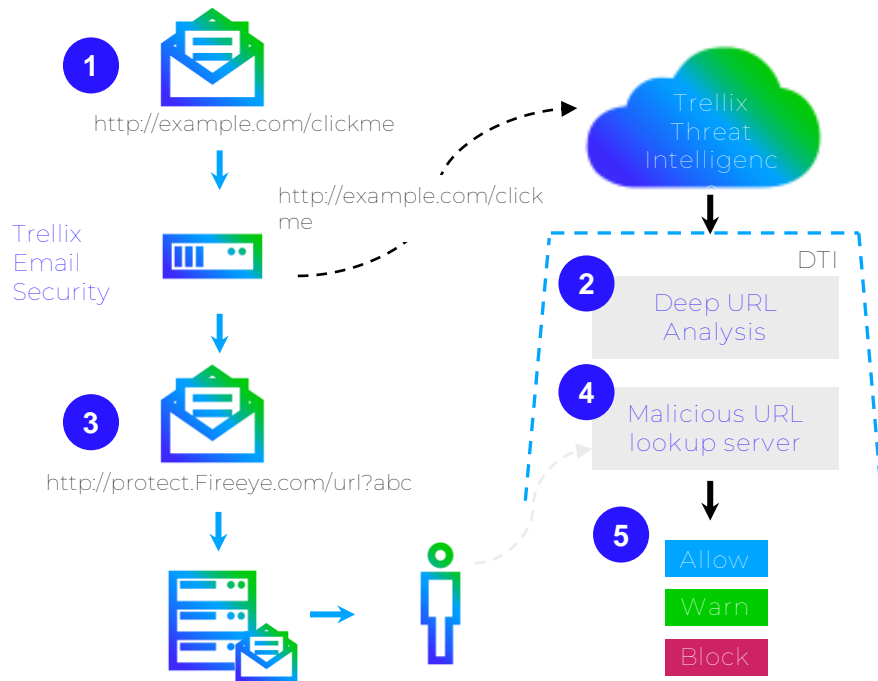 1
http://example.com/clickme
Trellix
Threat
Intelligenc
e
http://example.com/click
me
Trellix
Email
Security
DTI
2
Deep URL
Analysis
3
4
Malicious URL
lookup server
http://protect.Fireeye.com/url?abc
5
Allow
Warn
Block